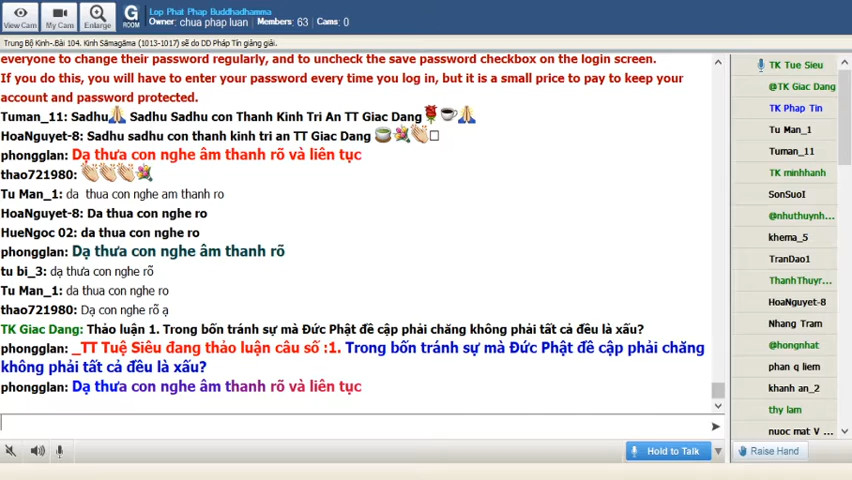 Lop Phat Phap Buddhadhamma
Owner: chua phap luan Members: 63 Cams: 0
View Cam
My Cam
Enlarge
G
ROOM
Trung Bộ Kinh-.Bài 104. Kinh Sāmagāma (1013-1017) sẽ do DD Pháp Tín giảng giải.
everyone to change their password regularly, and to uncheck the save password checkbox on the login screen.
If you do this, you will have to enter your password every time you log in, but it is a small price to pay to keep your
account and password protected.
Tuman_11: Sadhu🙏 Sadhu Sadhu con Thanh Kinh Tri An TT Giac Dang🌹☕🙏
HoaNguyet-8: Sadhu sadhu con thanh kinh tri an TT Giac Dang 🍵💐👏□
phongglan: Dạ thưa con nghe âm thanh rõ và liên tục
thao721980: 👏👏👏💐
Tu Man_1: da thua con nghe am thanh ro
HoaNguyet-8: Da thua con nghe ro
HueNgoc 02: da thua con nghe ro
phongglan: Dạ thưa con nghe âm thanh rõ
tu bi_3: dạ thưa con nghe rõ
Tu Man_1: da thua con nghe ro
thao721980: Dạ con nghe rõ ạ
TK Giac Dang: Thảo luận 1. Trong bốn tránh sự mà Đức Phật đề cập phải chăng không phải tất cả đều là xấu?
phongglan: _TT Tuệ Siêu đang thảo luận câu số :1. Trong bốn tránh sự mà Đức Phật đề cập phải chăng
không phải tất cả đều là xấu?
phongglan: Dạ thưa con nghe âm thanh rõ và liên tục
Hold to Talk
TK Tue Sieu
@TK Giac Dang
TK Phap Tin
Tu Man_1
Tuman_11
TK minhhanh
SonSuoI
@nhuthuynh...
khema_5
TranDao1
ThanhThuyr...
HoaNguyet-8
Nhang Tram
@hongnhat
phan q liem
khanh an_2
thy lam
nuoc mat V ...
Raise Hand